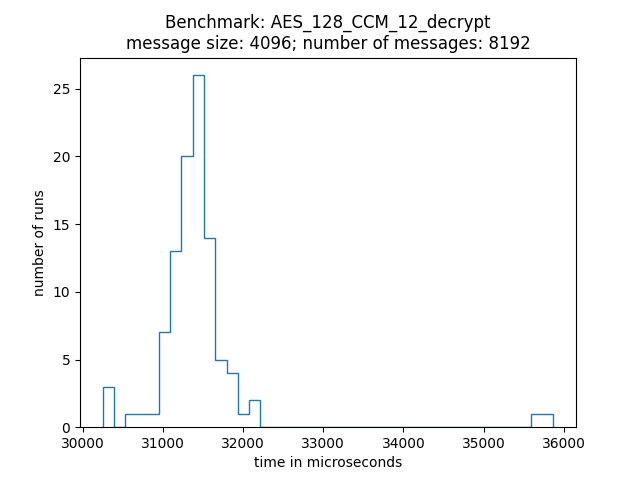 Benchmark: AES_128_CCM_12_decrypt
message size: 4096; number of messages: 8192
25
20
15
10
5
0
number of runs
30000 31000 32000 33000 34000 35000 36000
time in microseconds